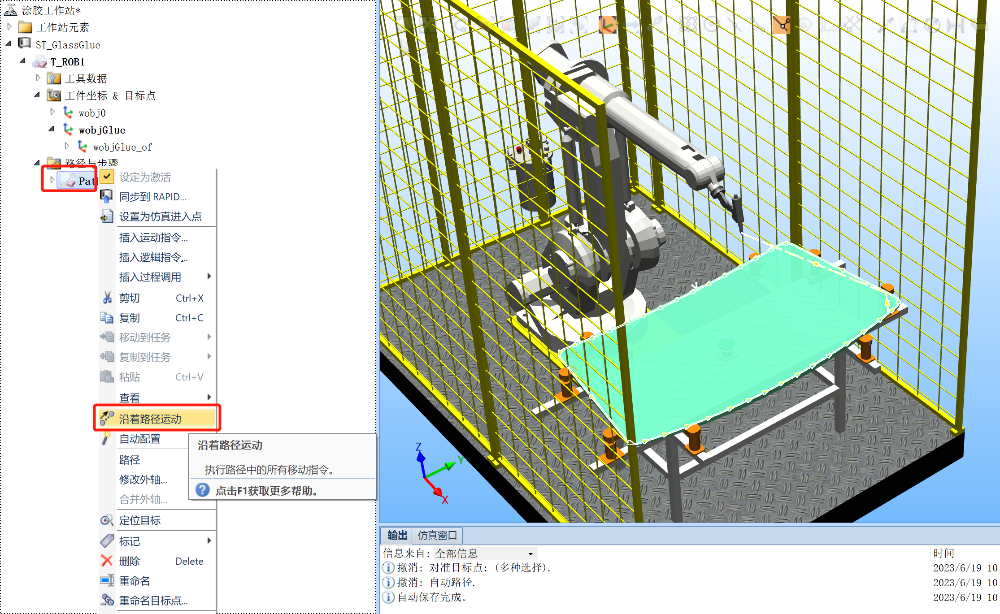 涂胶工作站*
工作站元素
ST_GlassGlue
T_ROB1
工具数据
工件坐标 & 目标点
wobj0
wobjGlue
wobjGlue_of
路径与步骤
设定为激活
同步到 RAPID...
设置为仿真进入点
插入运动指令...
插入逻辑指令...
插入过程调用
剪切 Ctrl+X
复制 Ctrl+C
移动到任务
复制到任务
粘贴 Ctrl+V
查看
沿着路径运动
自动配置
路径
修改外轴...
合并外轴...
定位目标
标记
删除 Delete
重命名
重命名目标点...
沿着路径运动
执行路径中的所有移动指令。
点击F1获取更多帮助。
Z
Y
X
输出 仿真窗口
信息来自: 全部信息 时间
撤消: 对准目标点: (多种选择). 2023/6/19 10:
撤消: 自动路径. 2023/6/19 10:
自动保存完成。 2023/6/19 10: